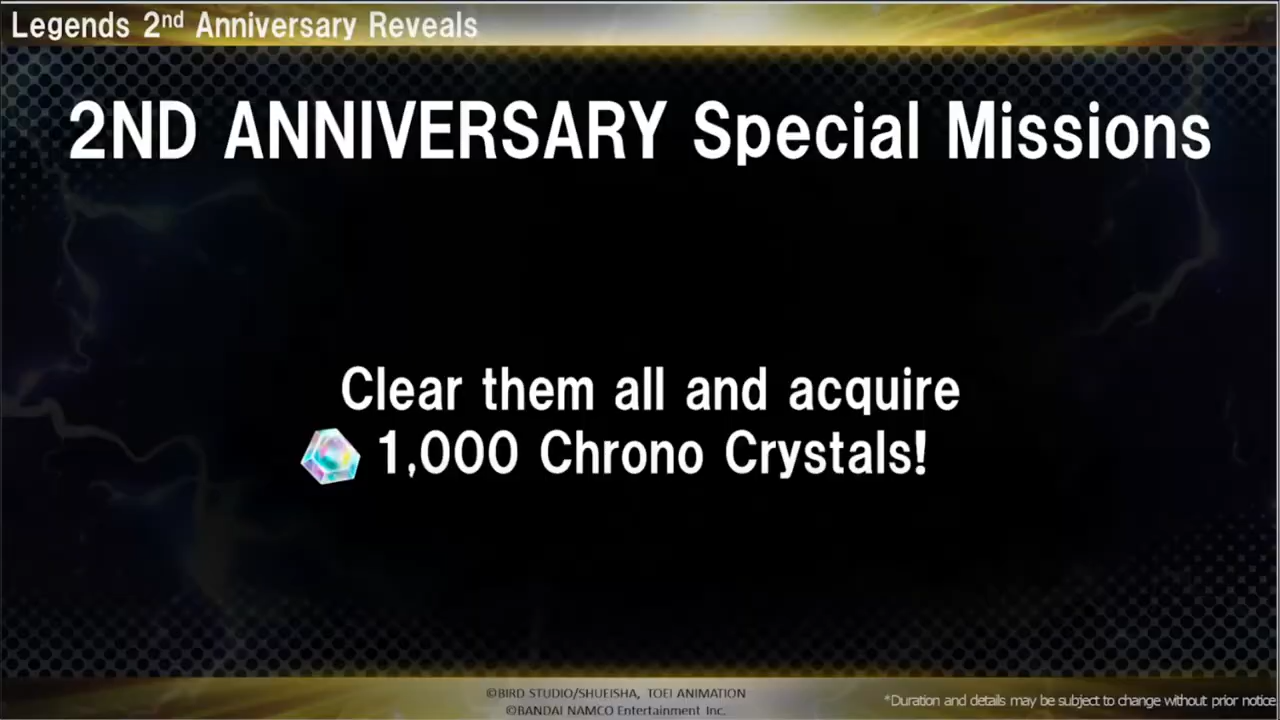 Legends 2nd Anniversary Reveals
2ND ANNIVERSARY Special Missions
Clear them all and acquire
1,000 Chrono Crystals!
©BIRD STUDIO/SHUEISHA, TOEI ANIMATION
©BANDAI NAMCO Entertainment Inc.
*Duration and details may be subject to change without prior notice